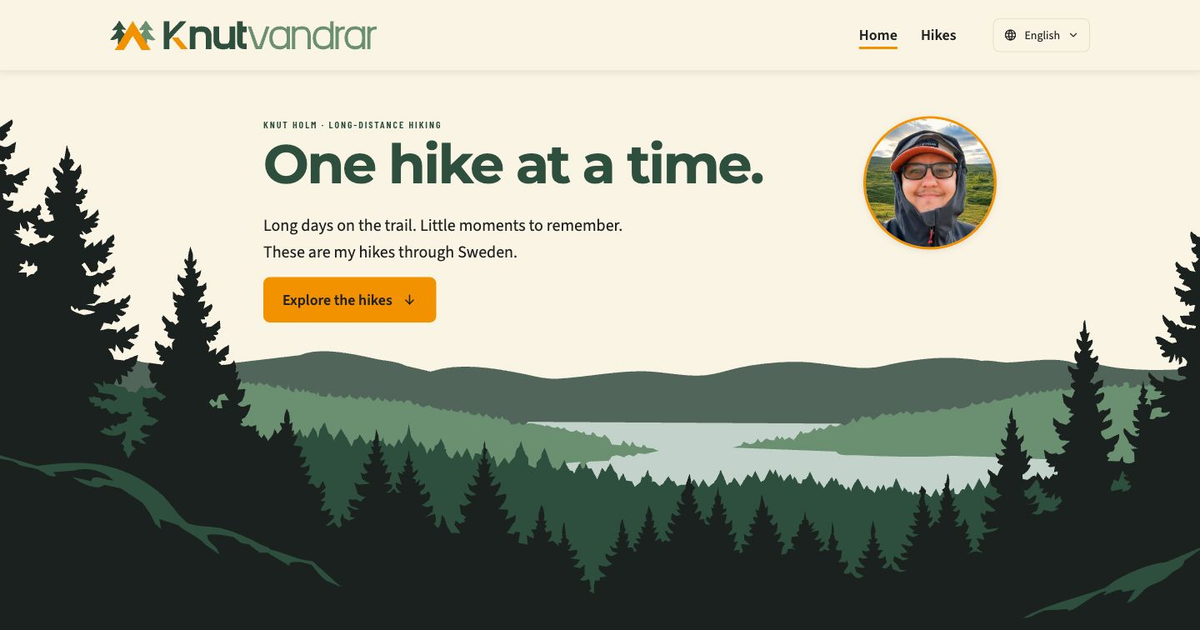 Knutvandrar
Home
Hikes
English
KNUT HOLM · LONG-DISTANCE HIKING
One hike at a time.
Long days on the trail. Little moments to remember.
These are my hikes through Sweden.
Explore the hikes ↓